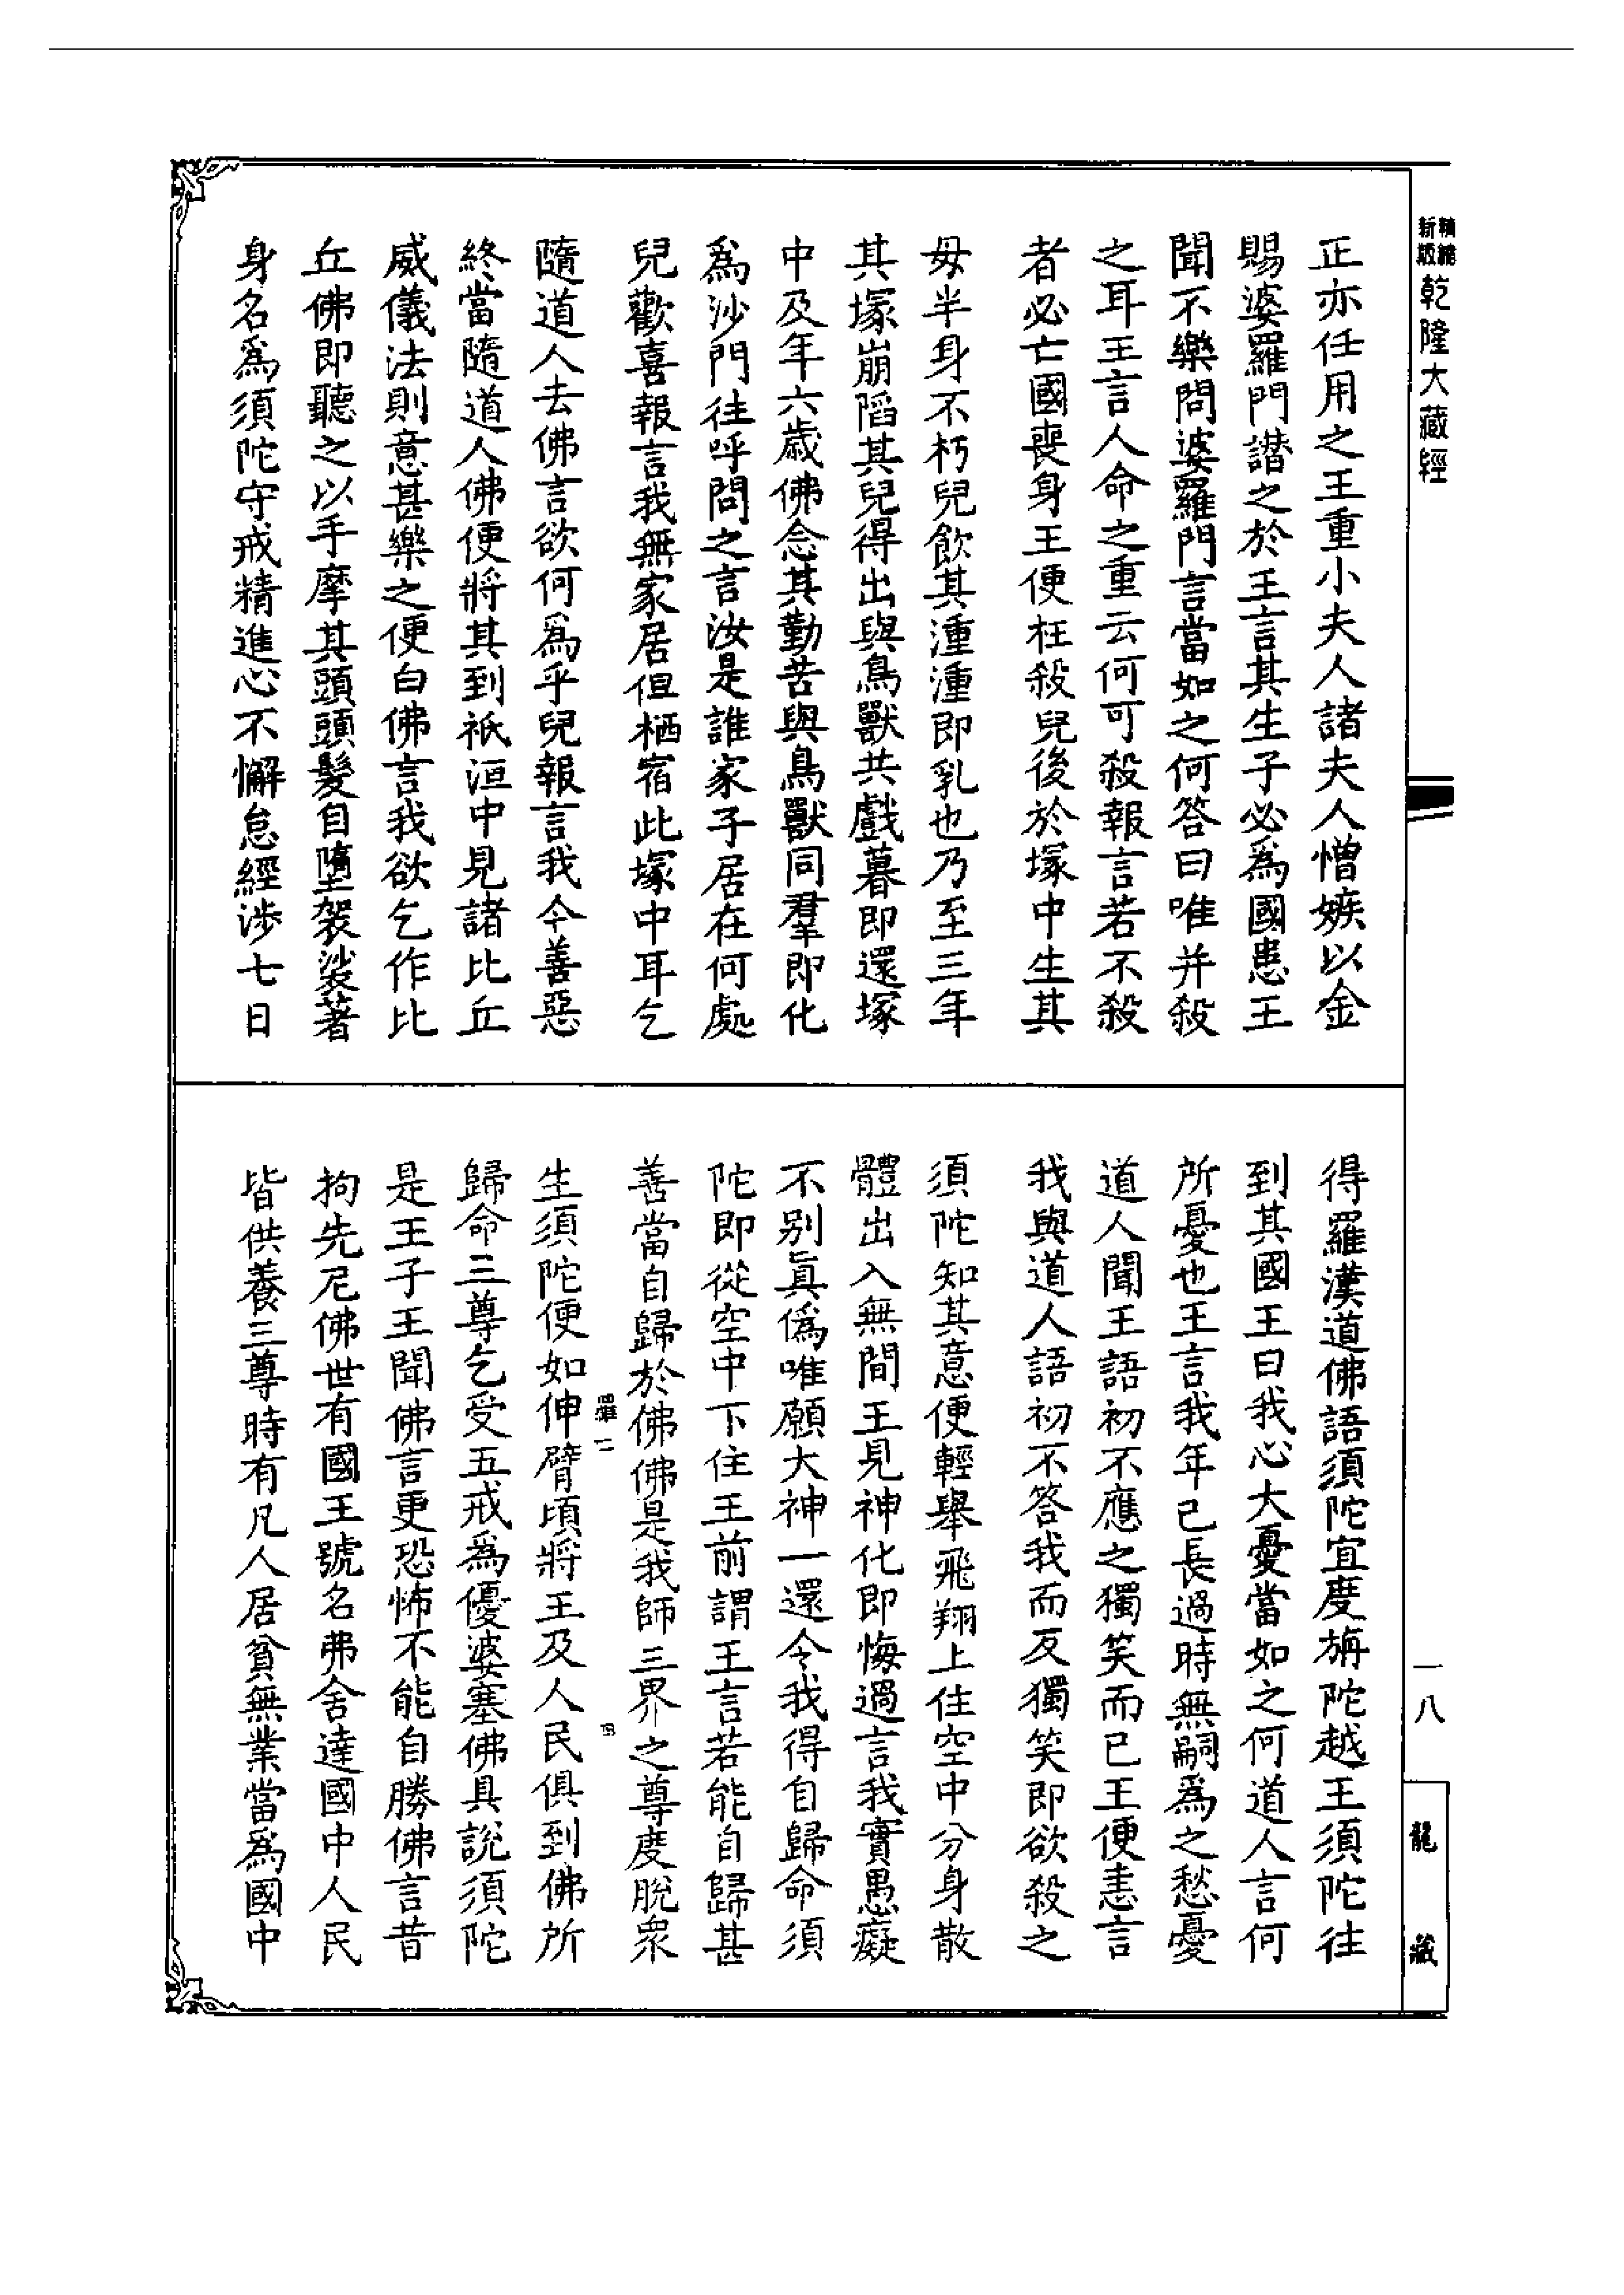 精縮新版乾隆大藏經
正亦任用之王重小夫人諸夫人憎嫉以金
賜婆羅門譖之於王言其生子必為國患王
聞不樂問婆羅門言當如之何答曰唯并殺
之耳王言人命之重云何可殺報言若不殺
者必亡國喪身王便枉殺兒後於塚中生其
母半身不朽兒飲其湩湩即乳也乃至三年
其塚崩陷其兒得出與鳥獸共戲暮即還塚
中及年六歲佛念其勤苦與鳥獸同羣即化
為沙門往呼問之言汝是誰家子居在何處
兒歡喜報言我無家居但栖宿此塚中耳乞
隨道人去佛言欲何為乎兒報言我今善惡
終當隨道人佛便將其到祇洹中見諸比丘
威儀法則意甚樂之便白佛言我欲乞作比
丘佛即聽之以手摩其頭頭髮自墮袈裟著
身名為須陀守戒精進心不懈怠經涉七日
得羅漢道佛語須陀宜度旃陀越王須陀往
到其國王曰我心大憂當如之何道人言何
所憂也王言我年已長過時無嗣為之愁憂
道人聞王語初不應之獨笑而已王便恚言
我與道人語初不答我而反獨笑即欲殺之
須陀知其意便輕舉飛翔上住空中分身散
體出入無間王見神化即悔過言我實愚癡
不別眞偽唯願大神一還令我得自歸命須
陀即從空中下住王前謂王言若能自歸甚
善當自歸於佛佛是我師三界之尊度脫衆
生須陀便如伸臂頃將王及人民俱到佛所
歸命三尊乞受五戒為優婆塞佛具說須陀
是王子王聞佛言更恐怖不能自勝佛言昔
拘先尼佛世有國王號名弗舍達國中人民
皆供養三尊時有凡人居貧無業當為國中
一八
龍藏